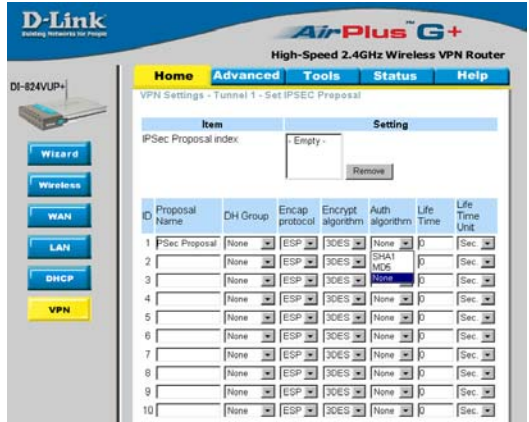 D-Link
Building Networks for People
AirPlus G+
High-Speed 2.4GHz Wireless VPN Router
DI-824VUP+
Home Advanced Tools Status Help
VPN Settings - Tunnel 1 - Set IPSEC Proposal
Item Setting
IPSec Proposal index
- Empty -
Remove
Wizard
Wireless
WAN
LAN
DHCP
VPN
ID Proposal Name DH Group Encap protocol Encrypt algorithm Auth algorithm Life Time Life Time Unit
1 PSec Proposal None ESP 3DES None 0 Sec.
SHA1
MD5
None
2 None ESP 3DES 0 Sec.
3 None ESP 3DES 0 Sec.
4 None ESP 3DES None 0 Sec.
5 None ESP 3DES None 0 Sec.
6 None ESP 3DES None 0 Sec.
7 None ESP 3DES None 0 Sec.
8 None ESP 3DES None 0 Sec.
9 None ESP 3DES None 0 Sec.
10 None ESP 3DES None 0 Sec.